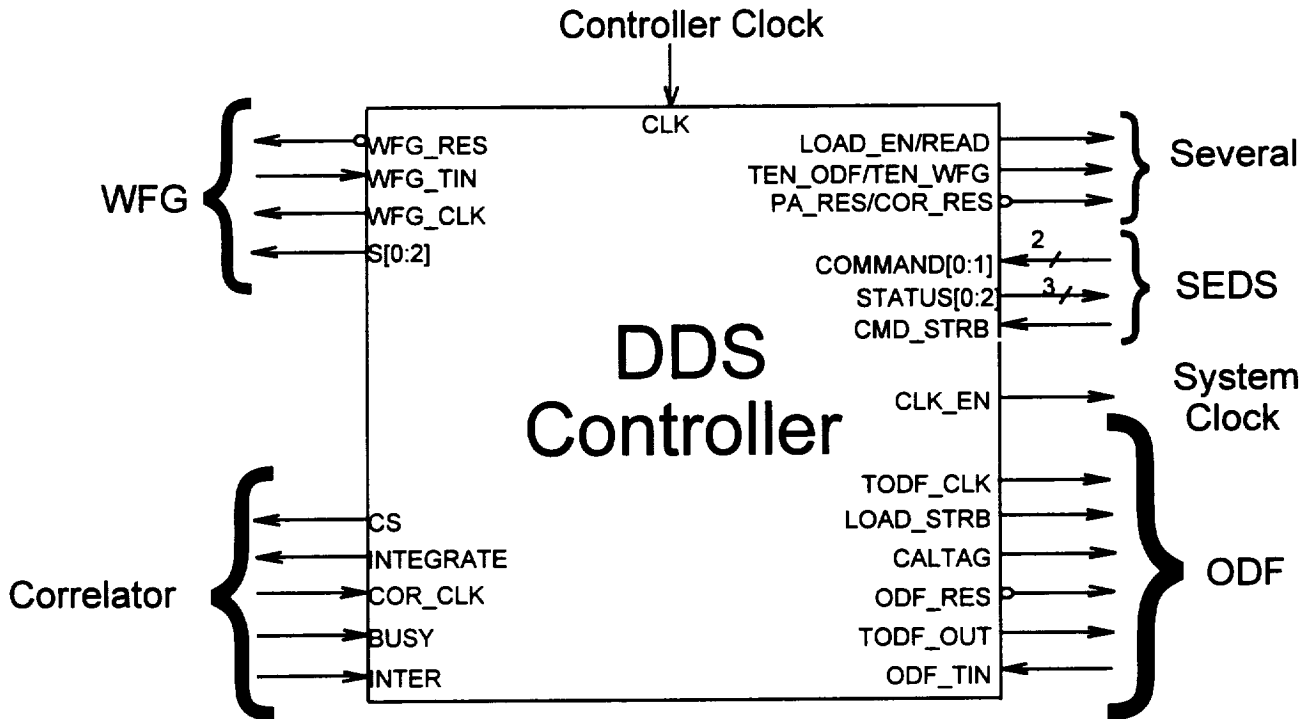 Controller Clock
CLK
WFG
WFG_RES
WFG_TIN
WFG_CLK
S[0:2]
LOAD_EN/READ
TEN_ODF/TEN_WFG
PA_RES/COR_RES
Several
COMMAND[0:1]
2
STATUS[0:2]
3
CMD_STRB
SEDS
DDS
Controller
CLK_EN
System
Clock
Correlator
CS
INTEGRATE
COR_CLK
BUSY
INTER
TODF_CLK
LOAD_STRB
CALTAG
ODF_RES
TODF_OUT
ODF_TIN
ODF